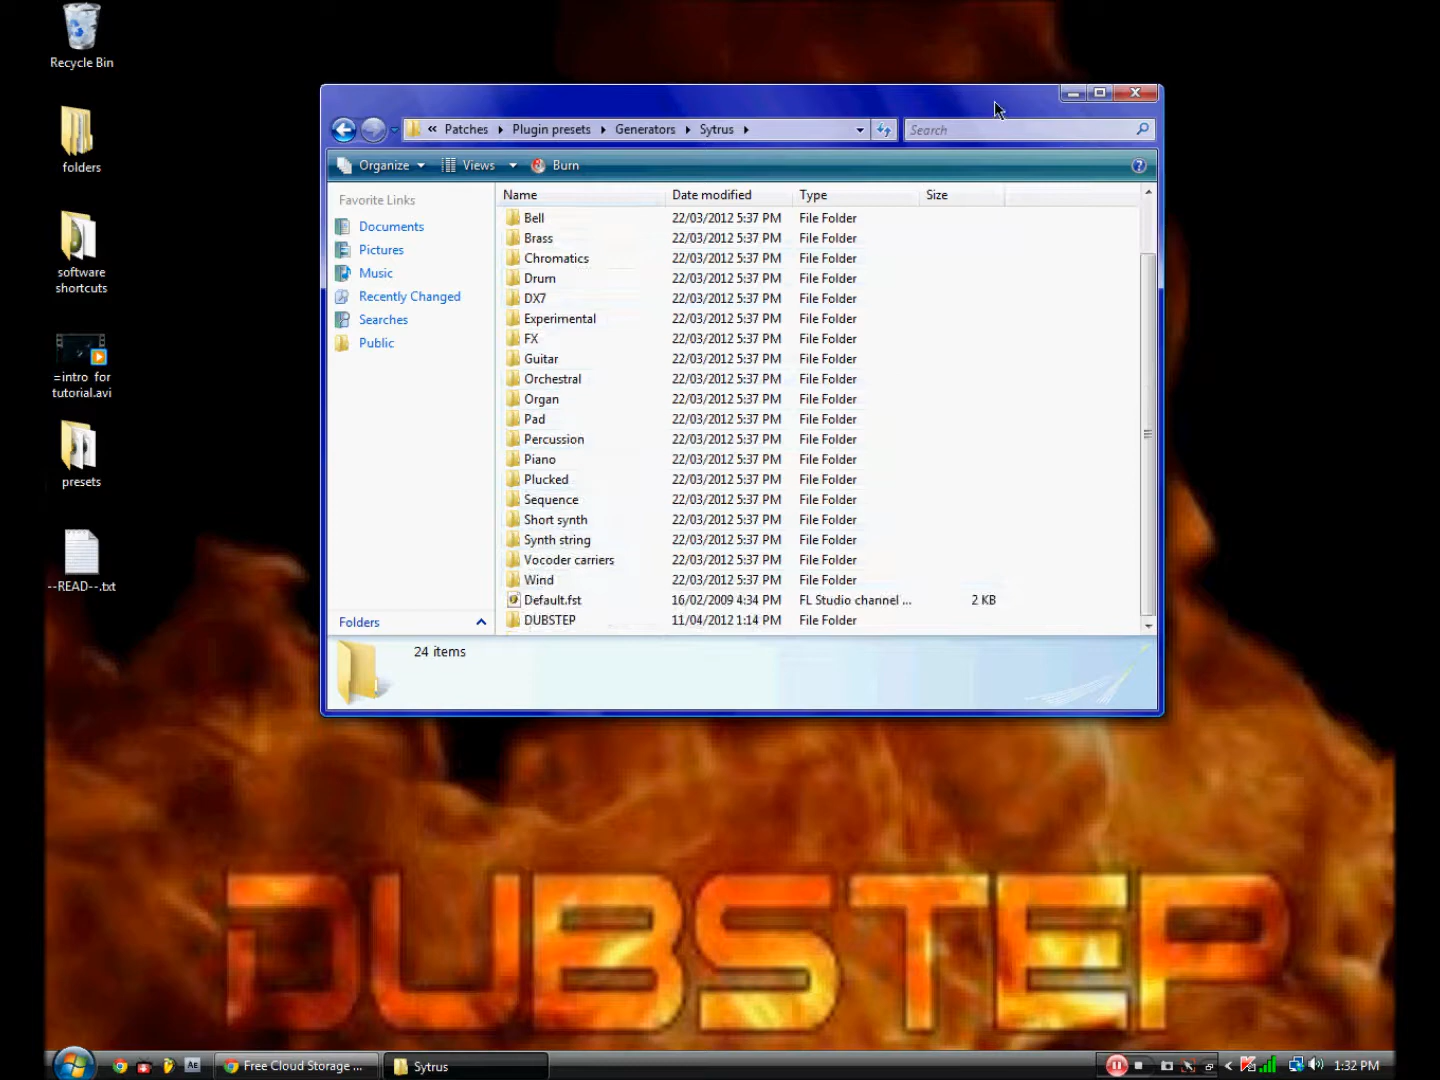 Recycle Bin
folders
software
shortcuts
=intro for
tutorial.avi
presets
--READ--.txt
« Patches Plugin presets Generators Sytrus
Search
Organize Views Burn
Favorite Links
Documents
Pictures
Music
Recently Changed
Searches
Public
Folders
Name Date modified Type Size
Bell 22/03/2012 5:37 PM File Folder
Brass 22/03/2012 5:37 PM File Folder
Chromatics 22/03/2012 5:37 PM File Folder
Drum 22/03/2012 5:37 PM File Folder
DX7 22/03/2012 5:37 PM File Folder
Experimental 22/03/2012 5:37 PM File Folder
FX 22/03/2012 5:37 PM File Folder
Guitar 22/03/2012 5:37 PM File Folder
Orchestral 22/03/2012 5:37 PM File Folder
Organ 22/03/2012 5:37 PM File Folder
Pad 22/03/2012 5:37 PM File Folder
Percussion 22/03/2012 5:37 PM File Folder
Piano 22/03/2012 5:37 PM File Folder
Plucked 22/03/2012 5:37 PM File Folder
Sequence 22/03/2012 5:37 PM File Folder
Short synth 22/03/2012 5:37 PM File Folder
Synth string 22/03/2012 5:37 PM File Folder
Vocoder carriers 22/03/2012 5:37 PM File Folder
Wind 22/03/2012 5:37 PM File Folder
Default.fst 16/02/2009 4:34 PM FL Studio channel ... 2 KB
DUBSTEP 11/04/2012 1:14 PM File Folder
24 items
DUBSTEP
AE
Free Cloud Storage ...
Sytrus
1:32 PM